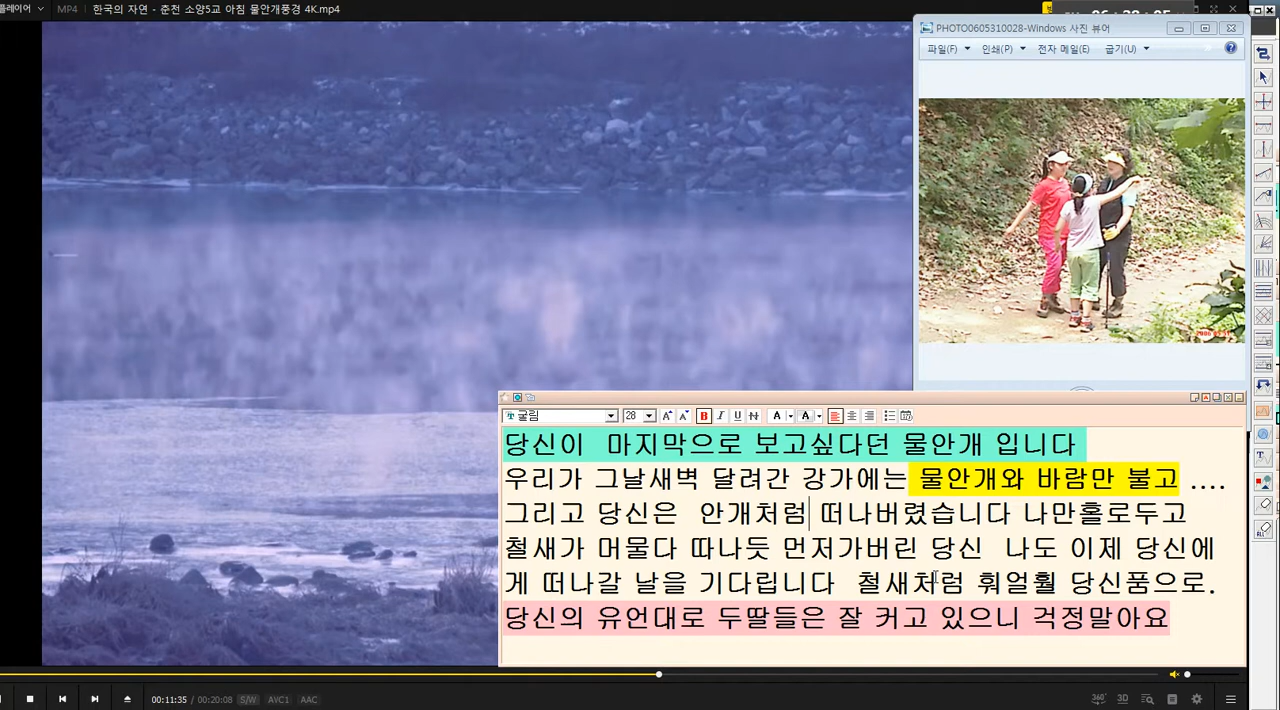 플레이어 MP4 한국의 자연 - 춘천 소양5교 아침 물안개풍경 4K.mp4
PHOTO0605310028-Windows 사진 뷰어
파일(F) 인쇄(P) 전자 메일(E) 굽기(U)
굴림 28
당신이 마지막으로 보고싶다던 물안개 입니다
우리가 그날새벽 달려간 강가에는 물안개와 바람만 불고 ....
그리고 당신은 안개처럼 떠나버렸습니다 나만홀로두고
철새가 머물다 따나듯 먼저가버린 당신 나도 이제 당신에
게 떠나갈 날을 기다립니다 철새처럼 훠얼훨 당신품으로.
당신의 유언대로 두딸들은 잘 커고 있으니 걱정말아요
00:11:35 / 00:20:08 S/W AVC1 AAC
360° 3D